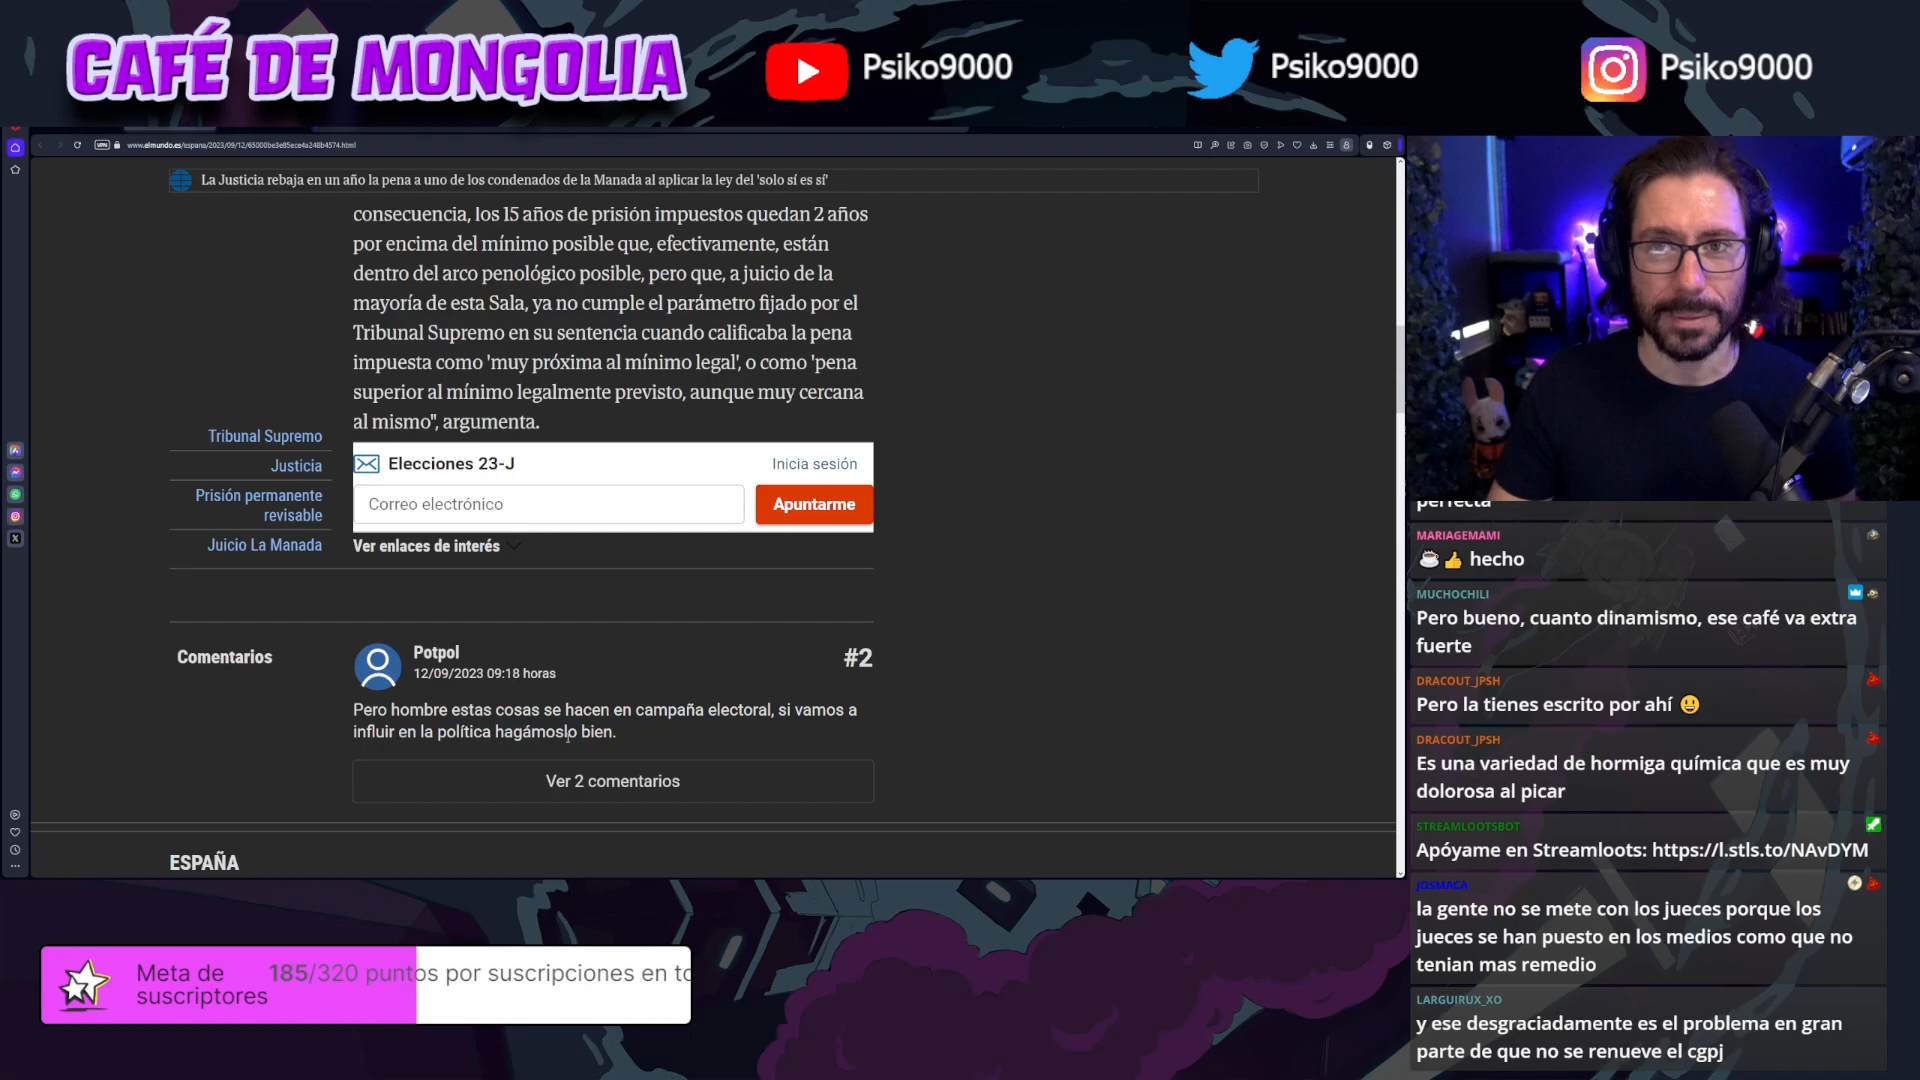 CAFÉ DE MONGOLIA
Psiko9000
Psiko9000
Psiko9000
VPN
www.elmundo.es/espana/2023/09/12/65000be3e85ece4a248b4574.html
La Justicia rebaja en un año la pena a uno de los condenados de la Manada al aplicar la ley del 'solo sí es sí'
consecuencia, los 15 años de prisión impuestos quedan 2 años
por encima del mínimo posible que, efectivamente, están
dentro del arco penológico posible, pero que, a juicio de la
mayoría de esta Sala, ya no cumple el parámetro fijado por el
Tribunal Supremo en su sentencia cuando calificaba la pena
impuesta como 'muy próxima al mínimo legal', o como 'pena
superior al mínimo legalmente previsto, aunque muy cercana
al mismo", argumenta.
Tribunal Supremo
Justicia
Prisión permanente
revisable
Juicio La Manada
Elecciones 23-J
Inicia sesión
Correo electrónico
Apuntarme
Ver enlaces de interés
Comentarios
Potpol
12/09/2023 09:18 horas
#2
Pero hombre estas cosas se hacen en campaña electoral, si vamos a
influir en la política hagámoslo bien.
Ver 2 comentarios
ESPAÑA
perfecta
MARIAGEMAMI
☕👍 hecho
MUCHOCHILI
Pero bueno, cuanto dinamismo, ese café va extra
fuerte
DRACOUT_JPSH
Pero la tienes escrito por ahí 😃
DRACOUT_JPSH
Es una variedad de hormiga química que es muy
dolorosa al picar
STREAMLOOTSBOT
Apóyame en Streamloots: https://l.stls.to/NAvDYM
JOSMACA
la gente no se mete con los jueces porque los
jueces se han puesto en los medios como que no
tenian mas remedio
LARGUIRUX_XO
y ese desgraciadamente es el problema en gran
parte de que no se renueve el cgpj
Meta de
suscriptores
185/320 puntos por suscripciones en to